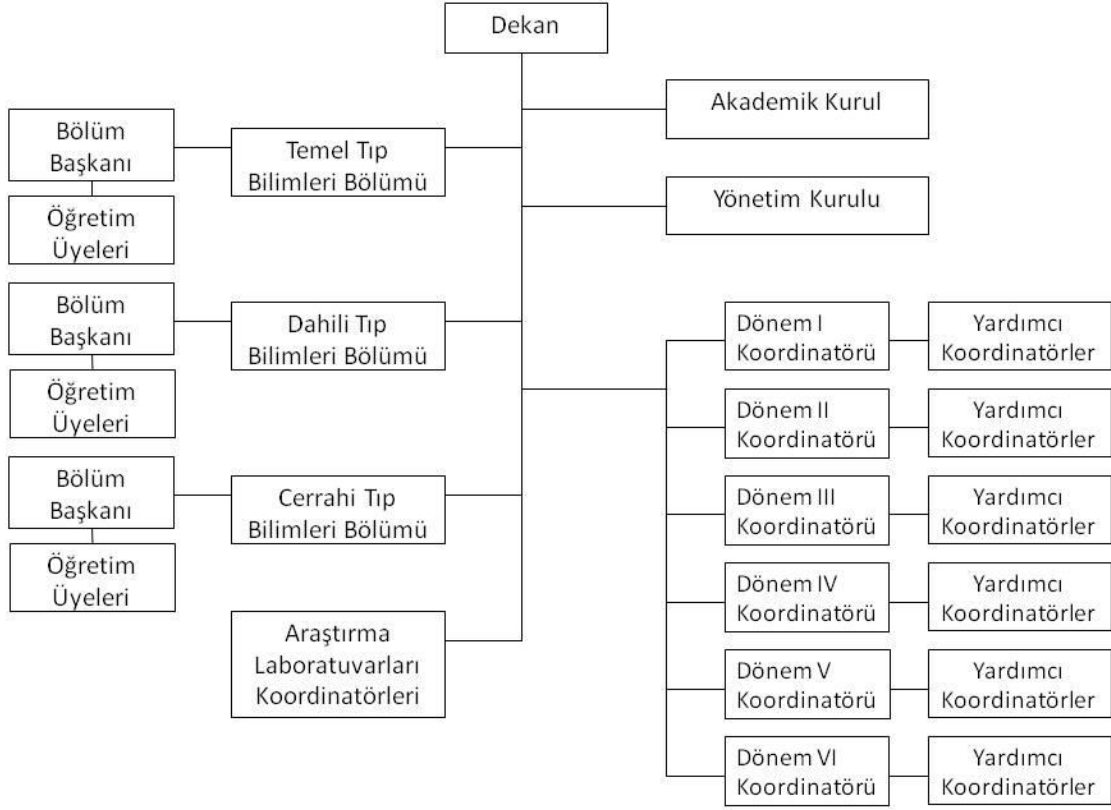 Dekan
Akademik Kurul
Yönetim Kurulu
Bölüm
Başkanı
Öğretim
Üyeleri
Temel Tıp
Bilimleri Bölümü
Bölüm
Başkanı
Öğretim
Üyeleri
Dahili Tıp
Bilimleri Bölümü
Bölüm
Başkanı
Öğretim
Üyeleri
Cerrahi Tıp
Bilimleri Bölümü
Araştırma
Laboratuvarları
Koordinatörleri
Dönem I
Koordinatörü
Yardımcı
Koordinatörler
Dönem II
Koordinatörü
Yardımcı
Koordinatörler
Dönem III
Koordinatörü
Yardımcı
Koordinatörler
Dönem IV
Koordinatörü
Yardımcı
Koordinatörler
Dönem V
Koordinatörü
Yardımcı
Koordinatörler
Dönem VI
Koordinatörü
Yardımcı
Koordinatörler